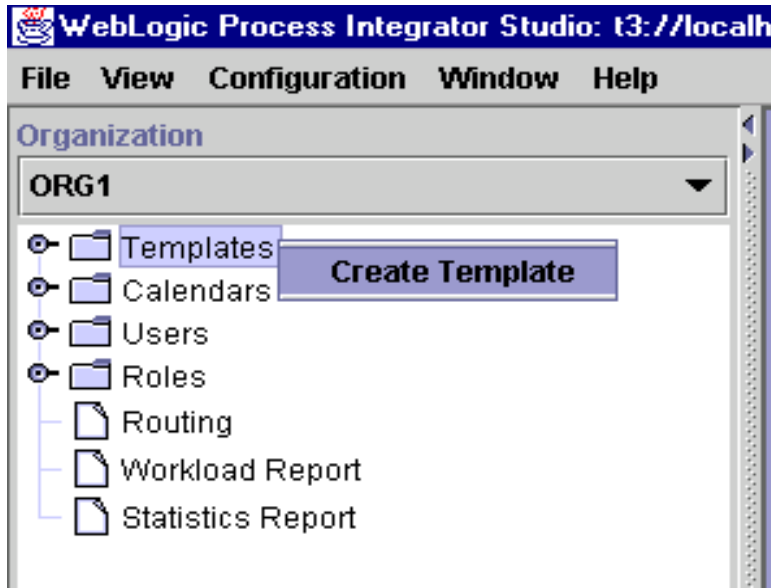 WebLogic Process Integrator Studio: t3://localh
File View Configuration Window Help
Organization
ORG1
Templates
Create Template
Calendars
Users
Roles
Routing
Workload Report
Statistics Report